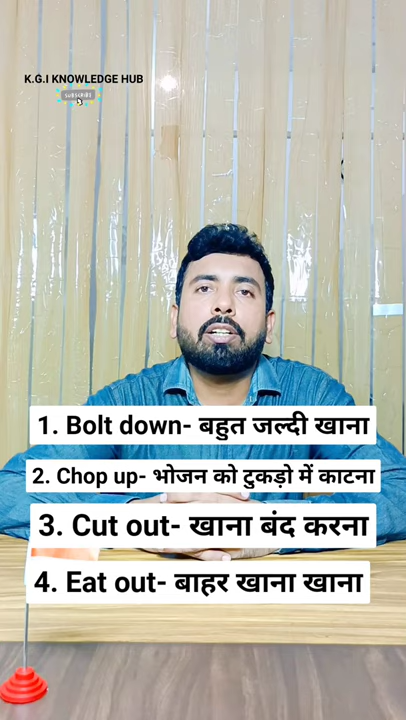 K.G.I KNOWLEDGE HUB
SUBSCRIBE
1. Bolt down- बहुत जल्दी खाना
2. Chop up- भोजन को टुकड़ो में काटना
3. Cut out- खाना बंद करना
4. Eat out- बाहर खाना खाना